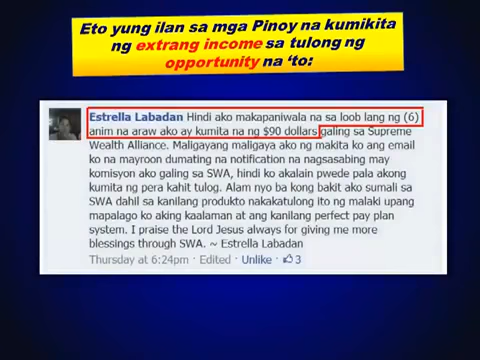 Eto yung ilan sa mga Pinoy na kumikita
ng extrang income sa tulong ng
opportunity na ‘to:
Estrella Labadan Hindi ako makapaniwala na sa loob lang ng (6)
anim na araw ako ay kumita na ng $90 dollars galing sa Supreme
Wealth Alliance. Maligayang maligaya ako ng makita ko ang email
ko na mayroon dumating na notification na nagsasabing may
komisyon ako galing sa SWA, hindi ko akalain pwede pala akong
kumita ng pera kahit tulog. Alam nyo ba kong bakit ako sumali sa
SWA dahil sa kanilang produkto nakakatulong ito ng malaki upang
mapalago ko aking kaalaman at ang kanilang perfect pay plan
system. I praise the Lord Jesus always for giving me more
blessings through SWA. ~ Estrella Labadan
Thursday at 6:24pm · Edited · Unlike · 3